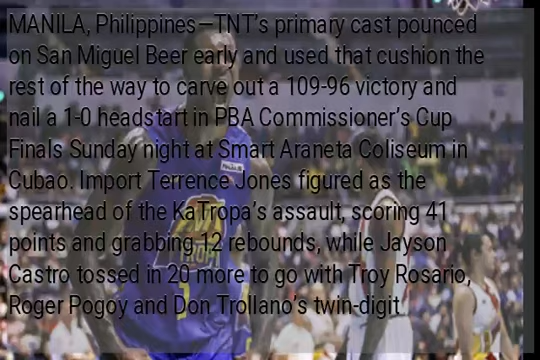 MANILA, Philippines—TNT's primary cast pounced
on San Miguel Beer early and used that cushion the
rest of the way to carve out a 109-96 victory and
nail a 1-0 headstart in PBA Commissioner's Cup
Finals Sunday night at Smart Araneta Coliseum in
Cubao. Import Terrence Jones figured as the
spearhead of the KaTropa's assault, scoring 41
points and grabbing 12 rebounds, while Jayson
Castro tossed in 20 more to go with Troy Rosario,
Roger Pogoy and Don Trollano's twin-digit